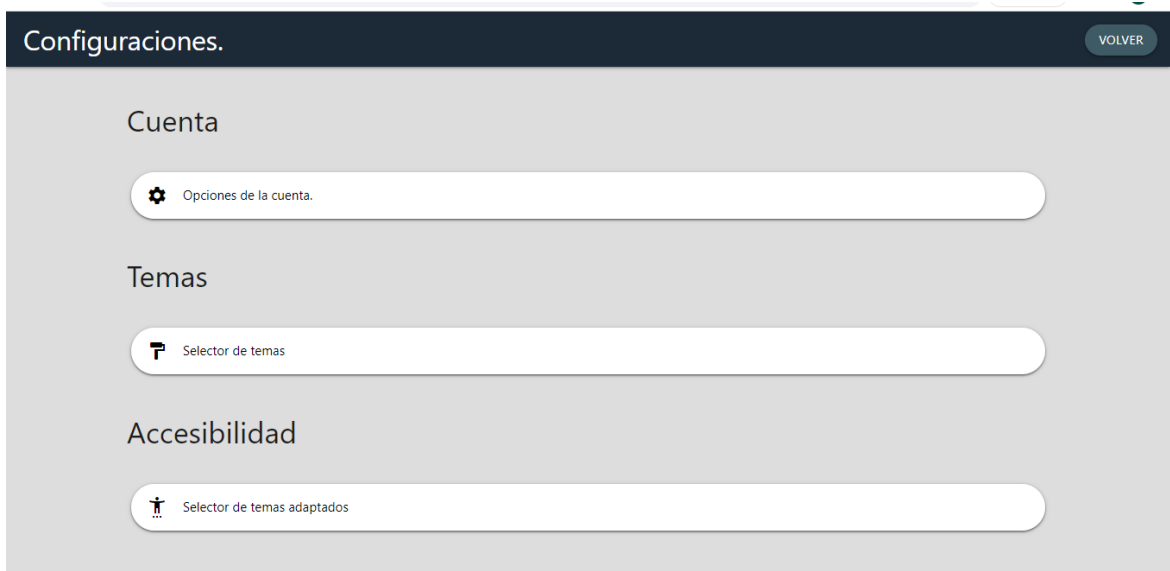 Configuraciones.
VOLVER
Cuenta
Opciones de la cuenta.
Temas
Selector de temas
Accesibilidad
Selector de temas adaptados